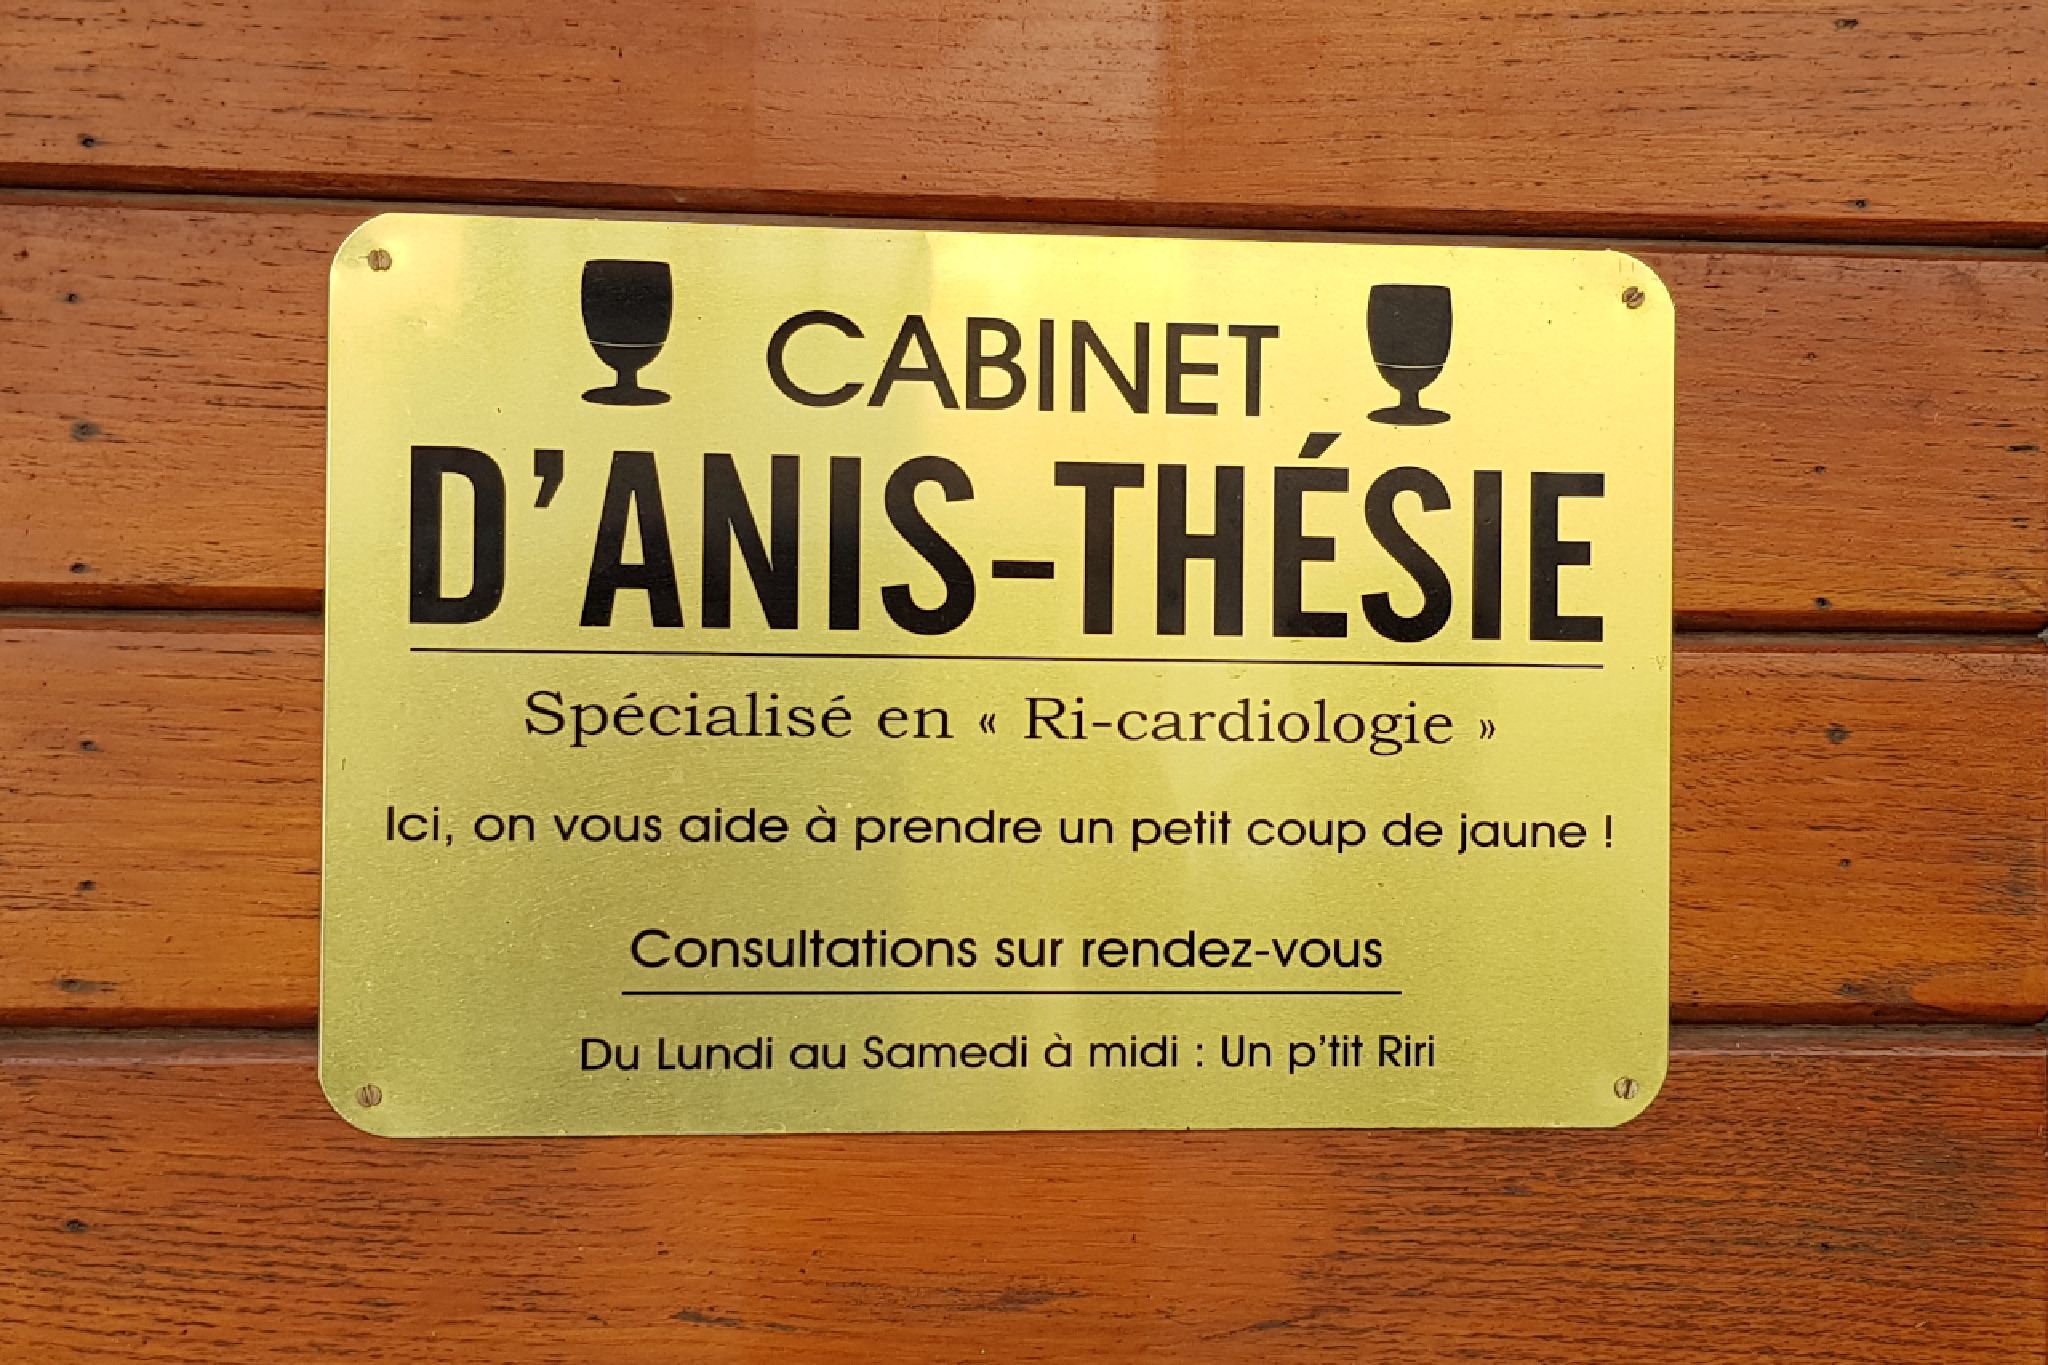 CABINET
D'ANIS-THÉSIE
Spécialisé en « Ri-cardiologie »
Ici, on vous aide à prendre un petit coup de jaune !
Consultations sur rendez-vous
Du Lundi au Samedi à midi : Un p'tit Riri